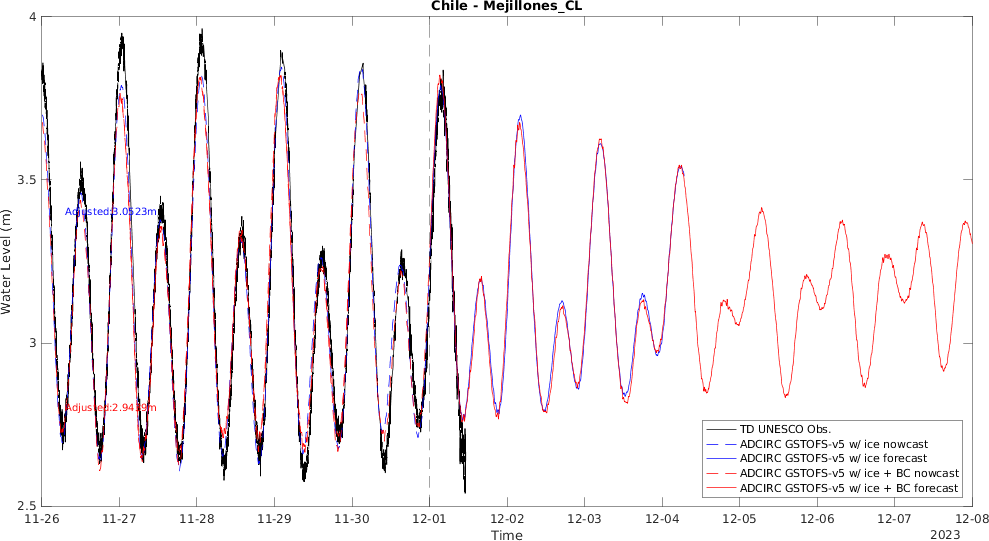 Chile - Mejillones_CL
4
3.5
3
2.5
Water Level (m)
Adjusted:3.0523m
Adjusted:2.9419m
TD UNESCO Obs.
ADCIRC GSTOFS-v5 w/ ice nowcast
ADCIRC GSTOFS-v5 w/ ice forecast
ADCIRC GSTOFS-v5 w/ ice + BC nowcast
ADCIRC GSTOFS-v5 w/ ice + BC forecast
11-26 11-27 11-28 11-29 11-30 12-01 12-02 12-03 12-04 12-05 12-06 12-07 12-08
Time
2023